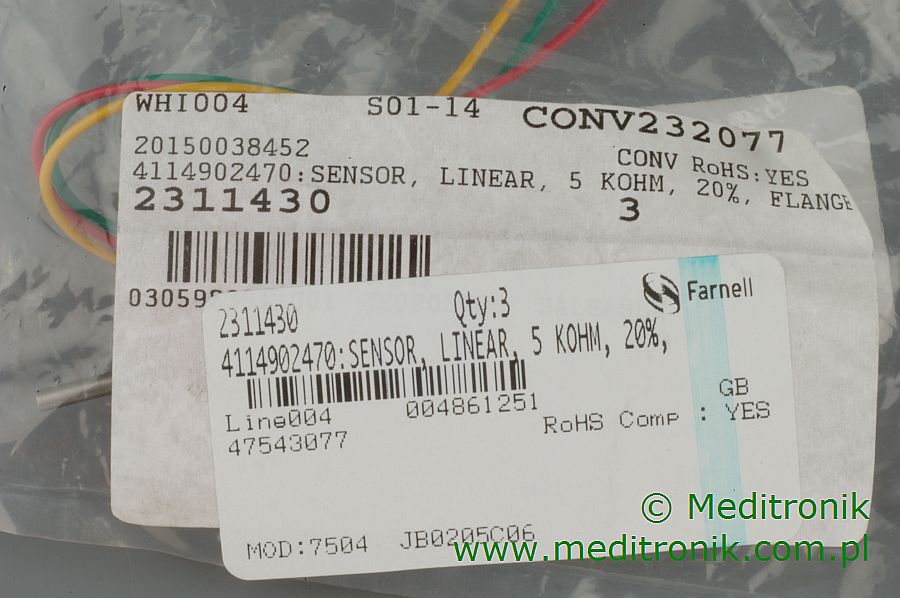 WHI004 S01-14 CONV232077
20150038452 CONV RoHS:YES
4114902470:SENSOR, LINEAR, 5 KOHM, 20%, FLANGE
2311430 3
03059
Farnell
2311430 Qty:3
4114902470:SENSOR, LINEAR, 5 KOHM, 20%,
GB
Line004 004861251 RoHS Comp : YES
47543077
MOD:7504 JB0205C06
© Meditronik
www.meditronik.com.pl